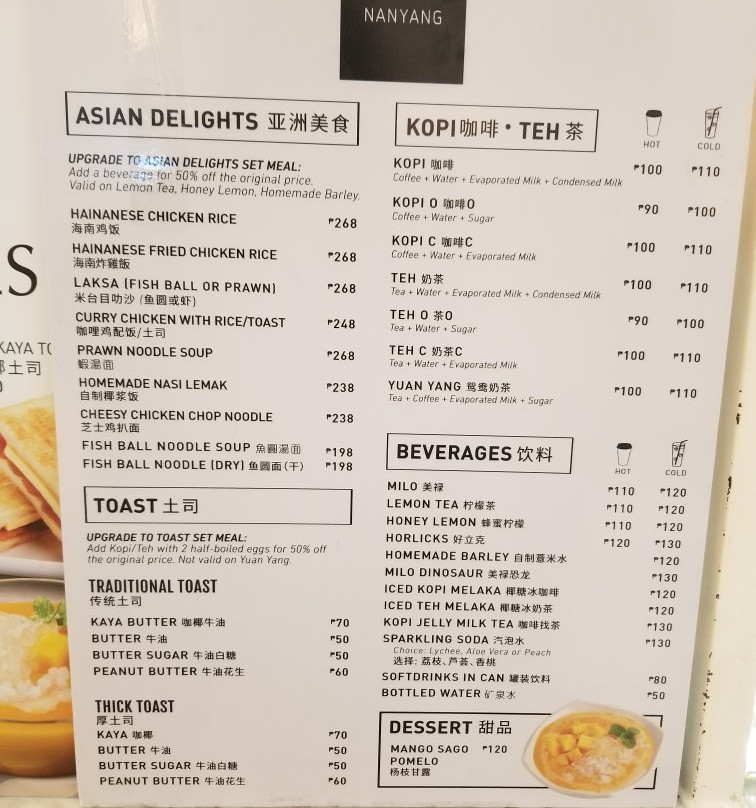 NANYANG
ASIAN DELIGHTS 亚洲美食
UPGRADE TO ASIAN DELIGHTS SET MEAL:
Add a beverage for 50% off the original price.
Valid on Lemon Tea, Honey Lemon, Homemade Barley.
HAINANESE CHICKEN RICE ₱268
海南鸡饭
HAINANESE FRIED CHICKEN RICE ₱268
海南炸雞飯
LAKSA (FISH BALL OR PRAWN) ₱268
米台目叻沙 (鱼圆或虾)
CURRY CHICKEN WITH RICE/TOAST ₱248
咖哩鸡配饭/土司
PRAWN NOODLE SOUP ₱268
蝦湯面
HOMEMADE NASI LEMAK ₱238
自制椰浆饭
CHEESY CHICKEN CHOP NOODLE ₱238
芝士鸡扒面
FISH BALL NOODLE SOUP 魚圓湯面 ₱198
FISH BALL NOODLE (DRY) 鱼圆面(干) ₱198
TOAST 土司
UPGRADE TO TOAST SET MEAL:
Add Kopi/Teh with 2 half-boiled eggs for 50% off
the original price. Not valid on Yuan Yang.
TRADITIONAL TOAST
传统土司
KAYA BUTTER 咖椰牛油 ₱70
BUTTER 牛油 ₱50
BUTTER SUGAR 牛油白糖 ₱50
PEANUT BUTTER 牛油花生 ₱60
THICK TOAST
厚土司
KAYA 咖椰 ₱70
BUTTER 牛油 ₱50
BUTTER SUGAR 牛油白糖 ₱50
PEANUT BUTTER 牛油花生 ₱60
KOPI 咖啡 • TEH 茶 HOT COLD
KOPI 咖啡 ₱100 ₱110
Coffee + Water + Evaporated Milk + Condensed Milk
KOPI O 咖啡O ₱90 ₱100
Coffee + Water + Sugar
KOPI C 咖啡C ₱100 ₱110
Coffee + Water + Evaporated Milk
TEH 奶茶 ₱100 ₱110
Tea + Water + Evaporated Milk + Condensed Milk
TEH O 茶O ₱90 ₱100
Tea + Water + Sugar
TEH C 奶茶C ₱100 ₱110
Tea + Water + Evaporated Milk
YUAN YANG 鸳鸯奶茶 ₱100 ₱110
Tea + Coffee + Evaporated Milk + Sugar
BEVERAGES 饮料 HOT COLD
MILO 美禄 ₱110 ₱120
LEMON TEA 柠檬茶 ₱110 ₱120
HONEY LEMON 蜂蜜柠檬 ₱110 ₱120
HORLICKS 好立克 ₱120 ₱130
HOMEMADE BARLEY 自制薏米水 ₱120
MILO DINOSAUR 美禄恐龙 ₱130
ICED KOPI MELAKA 椰糖冰咖啡 ₱120
ICED TEH MELAKA 椰糖冰奶茶 ₱120
KOPI JELLY MILK TEA 咖啡找茶 ₱130
SPARKLING SODA 汽泡水 ₱130
Choice: Lychee, Aloe Vera or Peach
选择: 荔枝、芦荟、香桃
SOFTDRINKS IN CAN 罐装饮料 ₱80
BOTTLED WATER 矿泉水 ₱50
DESSERT 甜品
MANGO SAGO ₱120
POMELO
杨枝甘露
KAYA TO
土司